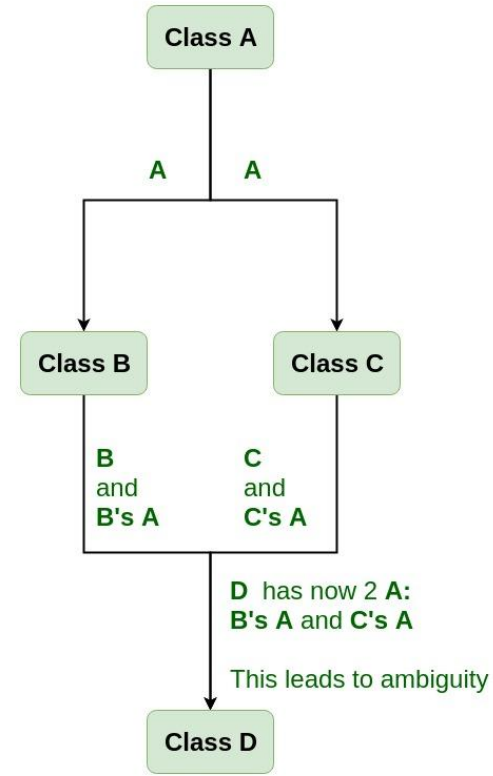 Class A
A
A
Class B
Class C
B
and
B's A
C
and
C's A
D has now 2 A:
B's A and C's A
This leads to ambiguity
Class D